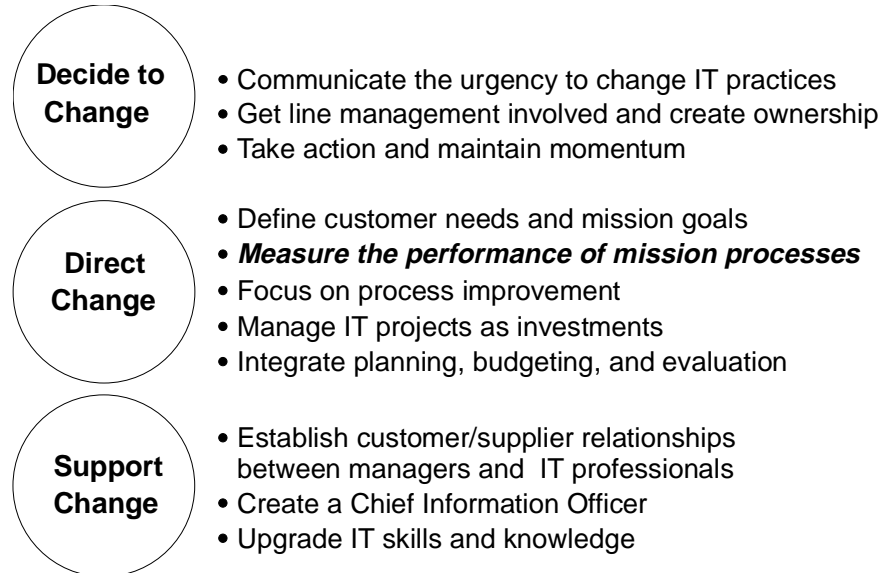 Decide to
Change
• Communicate the urgency to change IT practices
• Get line management involved and create ownership
• Take action and maintain momentum
Direct
Change
• Define customer needs and mission goals
• Measure the performance of mission processes
• Focus on process improvement
• Manage IT projects as investments
• Integrate planning, budgeting, and evaluation
Support
Change
• Establish customer/supplier relationships
between managers and IT professionals
• Create a Chief Information Officer
• Upgrade IT skills and knowledge